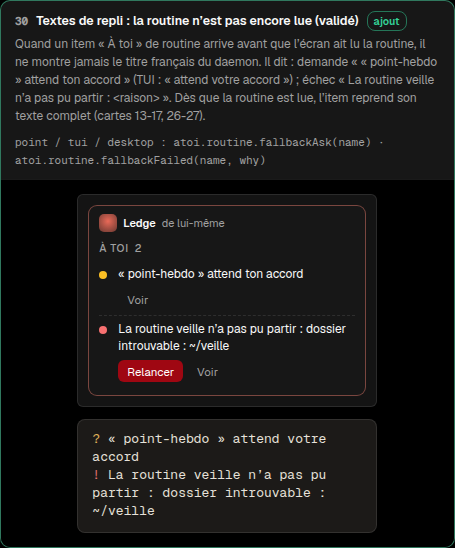 30 Textes de repli : la routine n'est pas encore lue (validé) ajout
Quand un item « À toi » de routine arrive avant que l'écran ait lu la routine, il
ne montre jamais le titre français du daemon. Il dit : demande « « point-hebdo
» attend ton accord » (TUI : « attend votre accord ») ; échec « La routine veille
n'a pas pu partir : <raison> ». Dès que la routine est lue, l'item reprend son
texte complet (cartes 13-17, 26-27).
point / tui / desktop : atoi.routine.fallbackAsk(name) ·
atoi.routine.fallbackFailed(name, why)
Ledge de lui-même
À TOI 2
« point-hebdo » attend ton accord
Voir
La routine veille n'a pas pu partir : dossier
introuvable : ~/veille
Relancer Voir
? « point-hebdo » attend votre
accord
! La routine veille n'a pas pu
partir : dossier introuvable :
~/veille